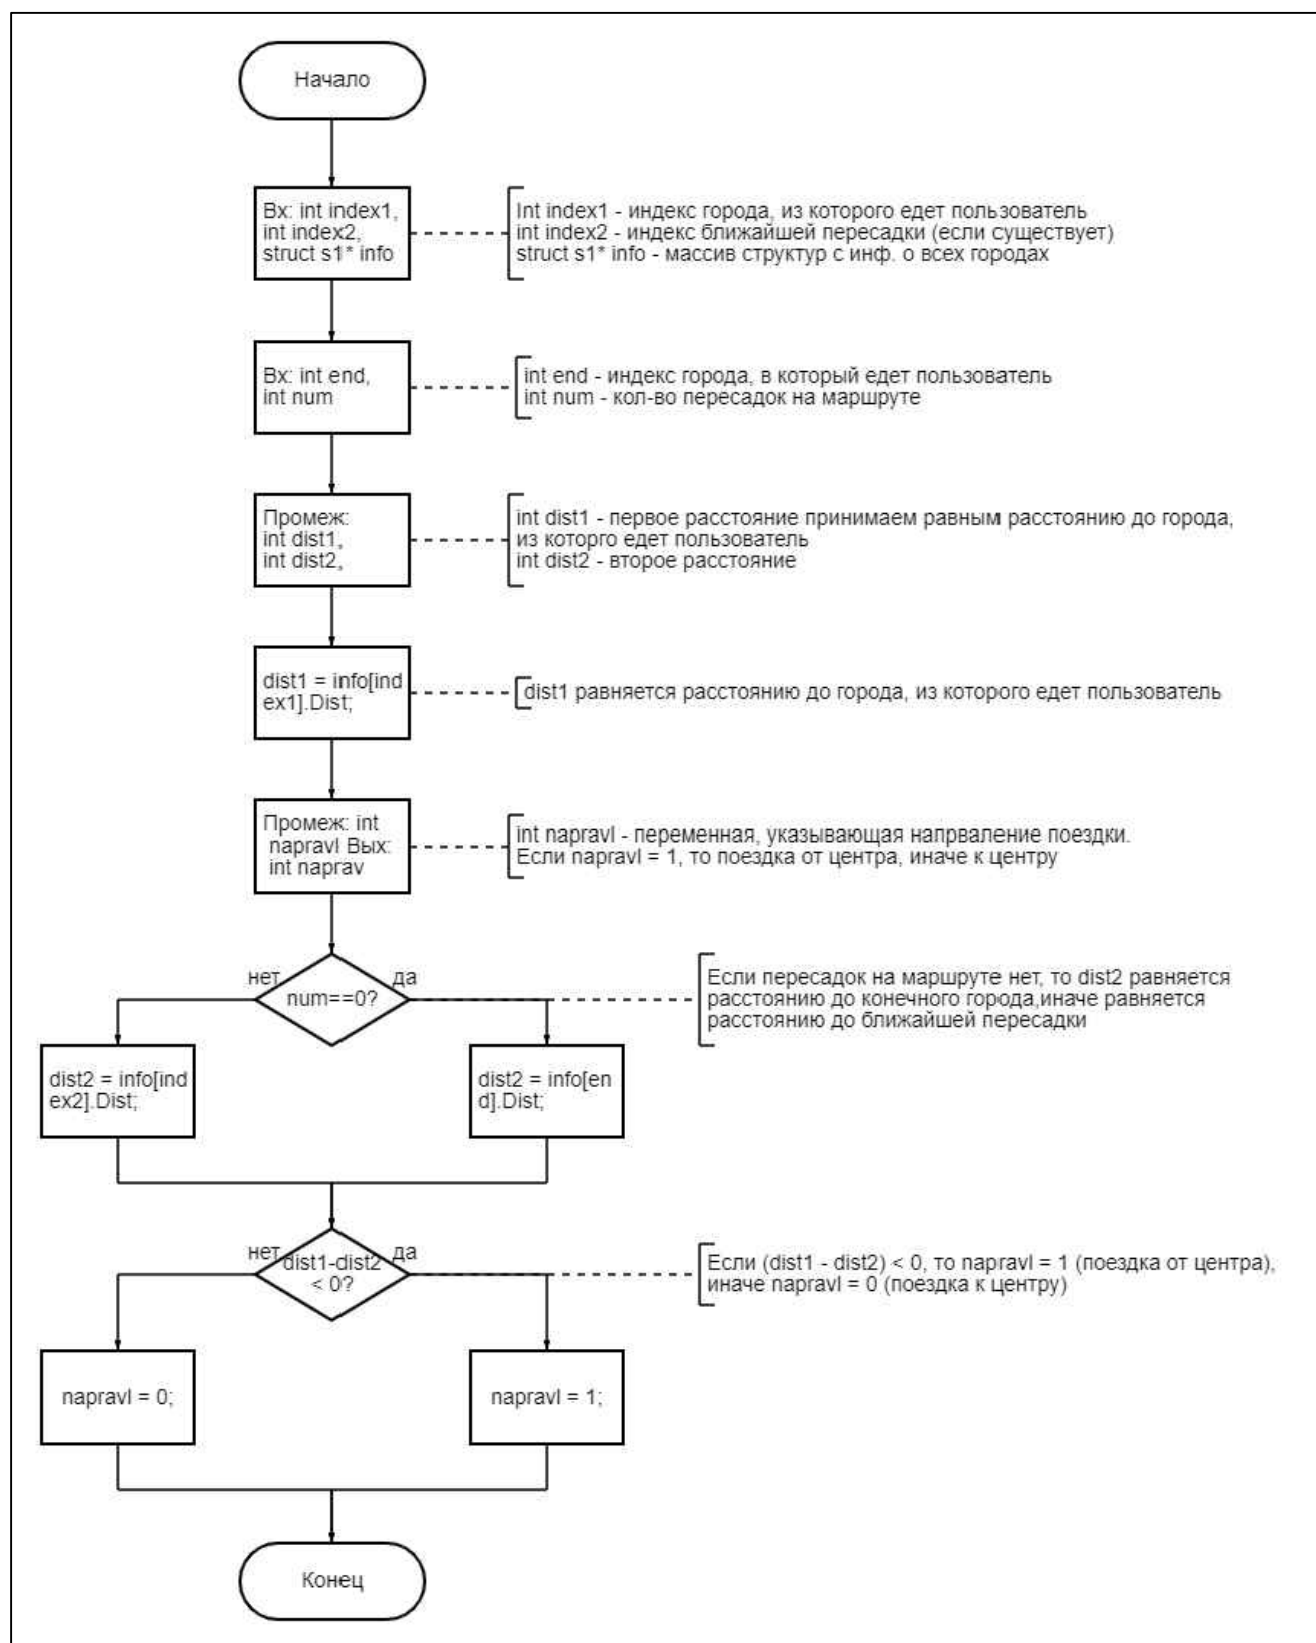 Начало
Вх: int index1,
int index2,
struct s1* info
Int index1 - индекс города, из которого едет пользователь
int index2 - индекс ближайшей пересадки (если существует)
struct s1* info - массив структур с инф. о всех городах
Вх: int end,
int num
int end - индекс города, в который едет пользователь
int num - кол-во пересадок на маршруте
Промеж:
int dist1,
int dist2,
int dist1 - первое расстояние принимаем равным расстоянию до города,
из которго едет пользователь
int dist2 - второе расстояние
dist1 = info[ind
ex1].Dist;
dist1 равняется расстоянию до города, из которого едет пользователь
Промеж: int
napravl Вых:
int naprav
int napravl - переменная, указывающая напрваление поездки.
Если napravl = 1, то поездка от центра, иначе к центру
нет
да
num==0?
Если пересадок на маршруте нет, то dist2 равняется
расстоянию до конечного города,иначе равняется
расстоянию до ближайшей пересадки
dist2 = info[ind
ex2].Dist;
dist2 = info[en
d].Dist;
нет
да
dist1-dist2
< 0?
Если (dist1 - dist2) < 0, то napravl = 1 (поездка от центра),
иначе napravl = 0 (поездка к центру)
napravl = 0;
napravl = 1;
Конец